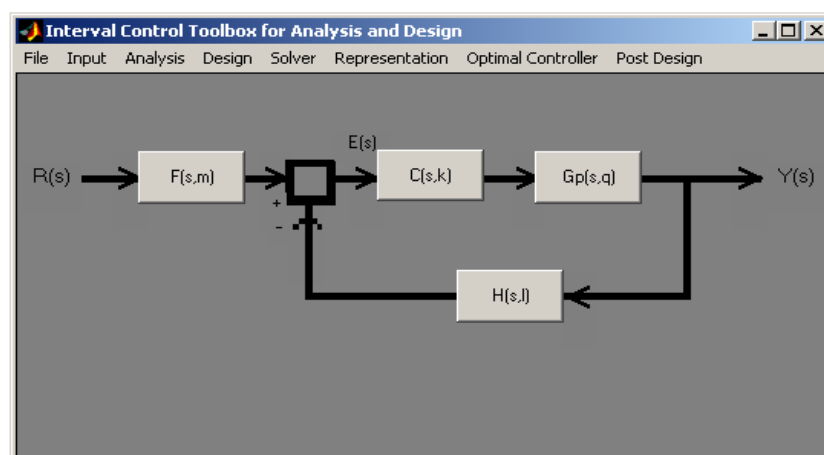 Interval Control Toolbox for Analysis and Design
File Input Analysis Design Solver Representation Optimal Controller Post Design
E(s)
R(s) F(s,m) C(s,k) Gp(s,q) Y(s)
+
-
H(s,l)